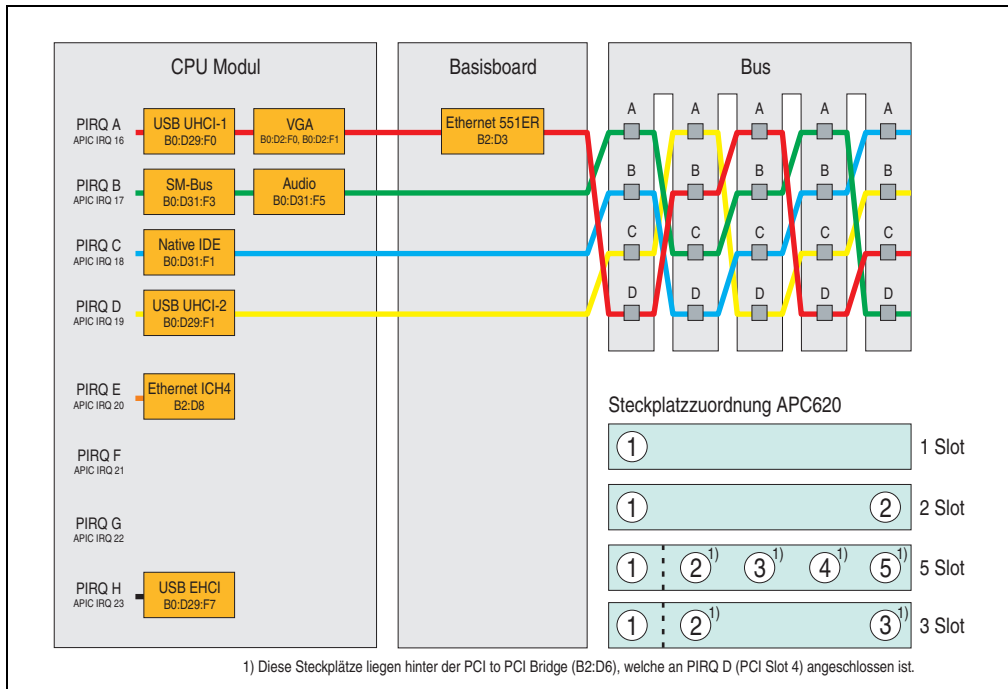 CPU Modul
Basisboard
Bus
PIRQ A
APIC IRQ 16
USB UHCI-1
B0:D29:F0
VGA
B0:D2:F0, B0:D2:F1
Ethernet 551ER
B2:D3
A A A A A
PIRQ B
APIC IRQ 17
SM-Bus
B0:D31:F3
Audio
B0:D31:F5
B B B B B
PIRQ C
APIC IRQ 18
Native IDE
B0:D31:F1
C C C C C
PIRQ D
APIC IRQ 19
USB UHCI-2
B0:D29:F1
D D D D D
PIRQ E
APIC IRQ 20
Ethernet ICH4
B2:D8
PIRQ F
APIC IRQ 21
PIRQ G
APIC IRQ 22
PIRQ H
APIC IRQ 23
USB EHCI
B0:D29:F7
Steckplatzzuordnung APC620
1 1 Slot
1 2 2 Slot
1 2 1) 3 1) 4 1) 5 1) 5 Slot
1 2 1) 3 1) 3 Slot
1) Diese Steckplätze liegen hinter der PCI to PCI Bridge (B2:D6), welche an PIRQ D (PCI Slot 4) angeschlossen ist.